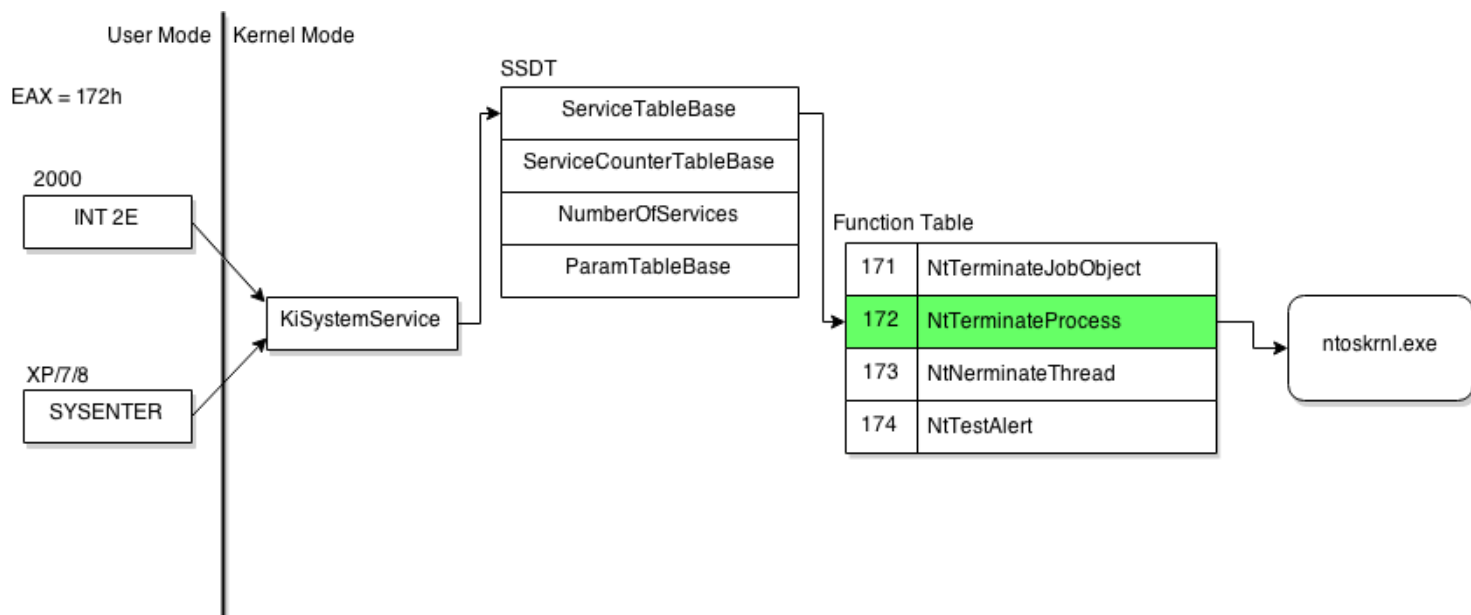 User Mode
Kernel Mode
EAX = 172h
2000
INT 2E
XP/7/8
SYSENTER
KiSystemService
SSDT
ServiceTableBase
ServiceCounterTableBase
NumberOfServices
ParamTableBase
Function Table
171 NtTerminateJobObject
172 NtTerminateProcess
173 NtNerminateThread
174 NtTestAlert
ntoskrnl.exe